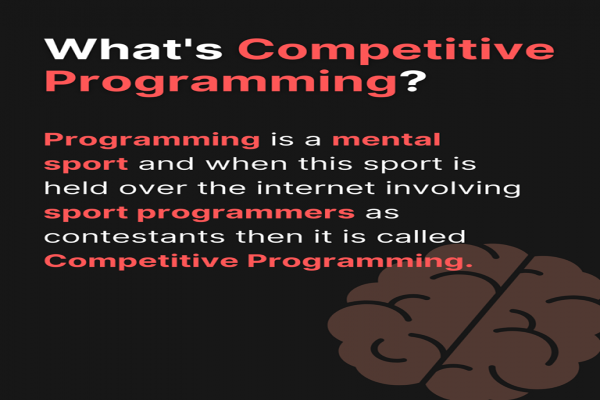 What's Competitive
Programming?
Programming is a mental
sport and when this sport is
held over the internet involving
sport programmers as
contestants then it is called
Competitive Programming.